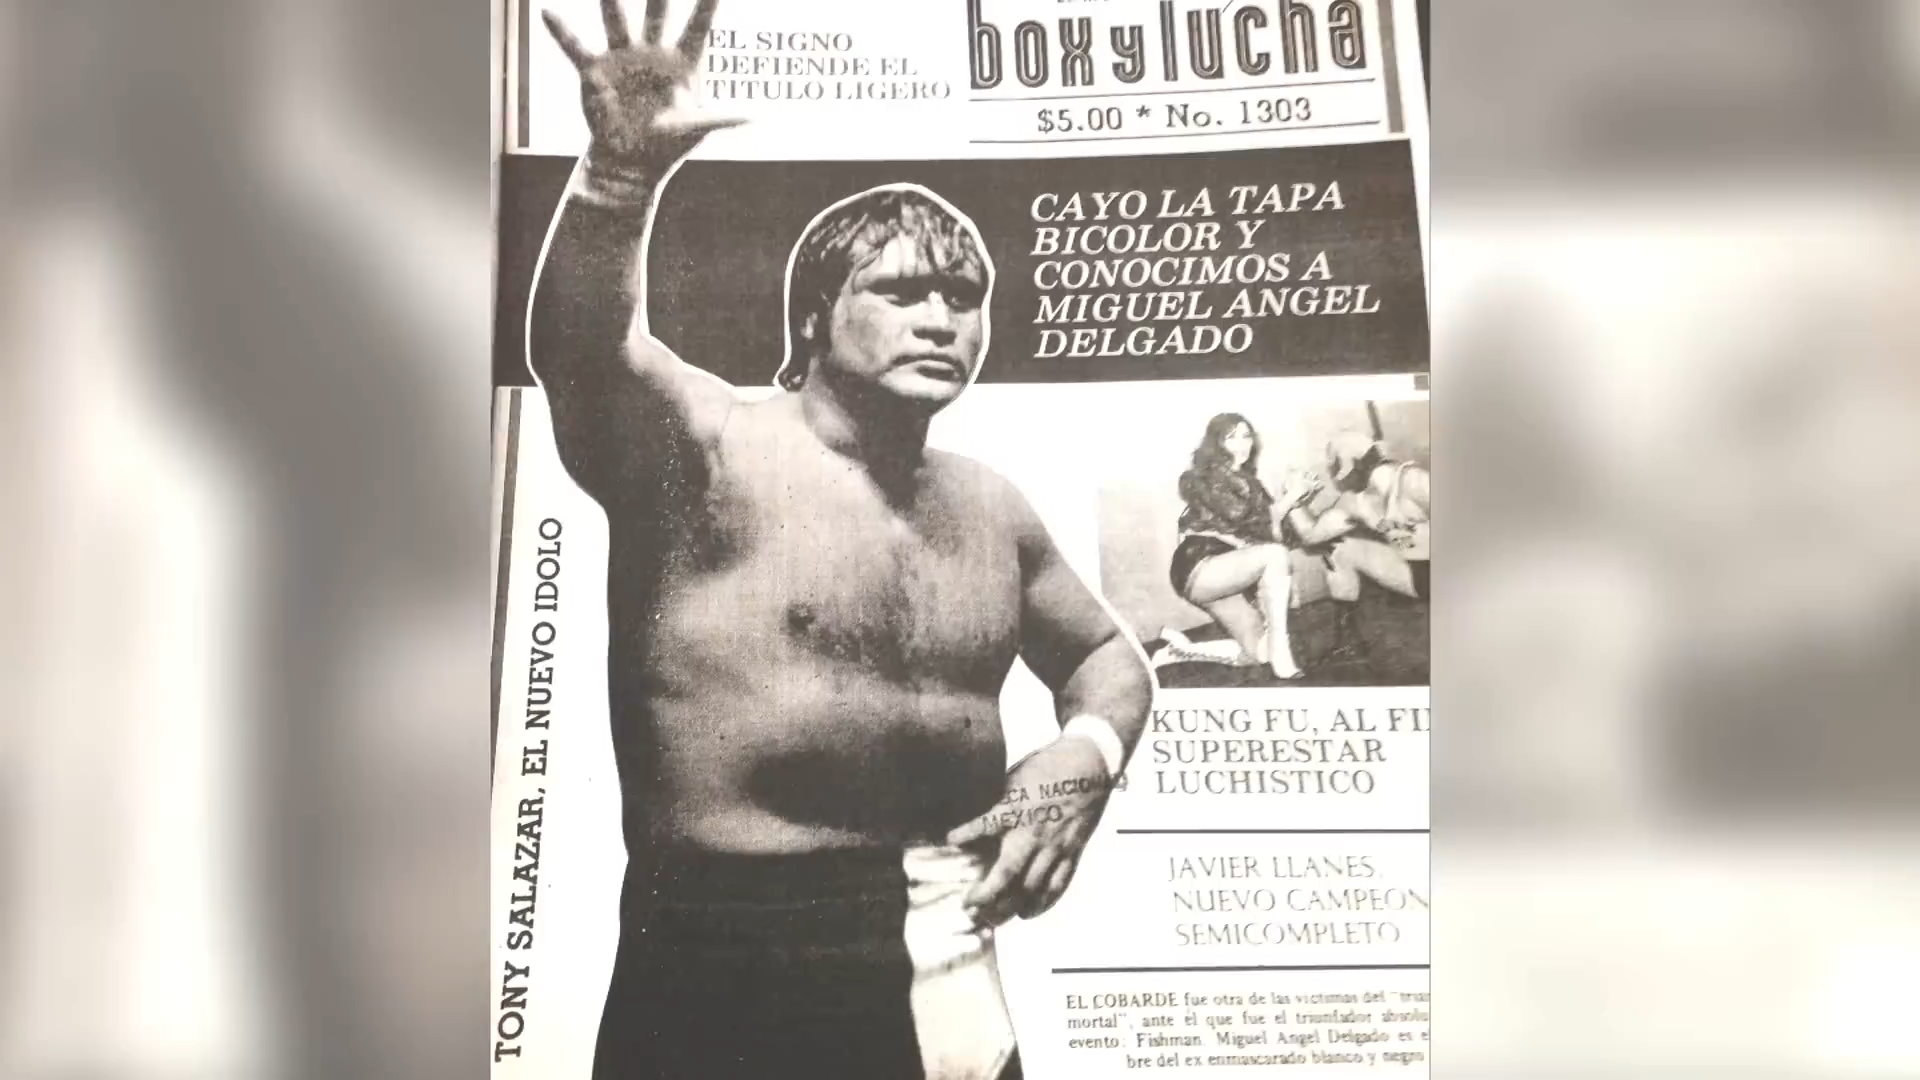 EL SIGNO
DEFIENDE EL
TITULO LIGERO
box y lucha
$5.00 * No. 1303
CAYO LA TAPA
BICOLOR Y
CONOCIMOS A
MIGUEL ANGEL
DELGADO
TONY SALAZAR, EL NUEVO IDOLO
KUNG FU, AL
SUPERESTAR
LUCHISTICO
CA NACIONAL
MEXICO
JAVIER LLANES,
NUEVO CAMPEON
SEMICOMPLETO
EL COBARDE fue otra de las victimas del
mortal", ante él que fue el triunfador
evento: Fishman. Miguel Angel Delgado es
bre del ex enmascarado blanco y negro